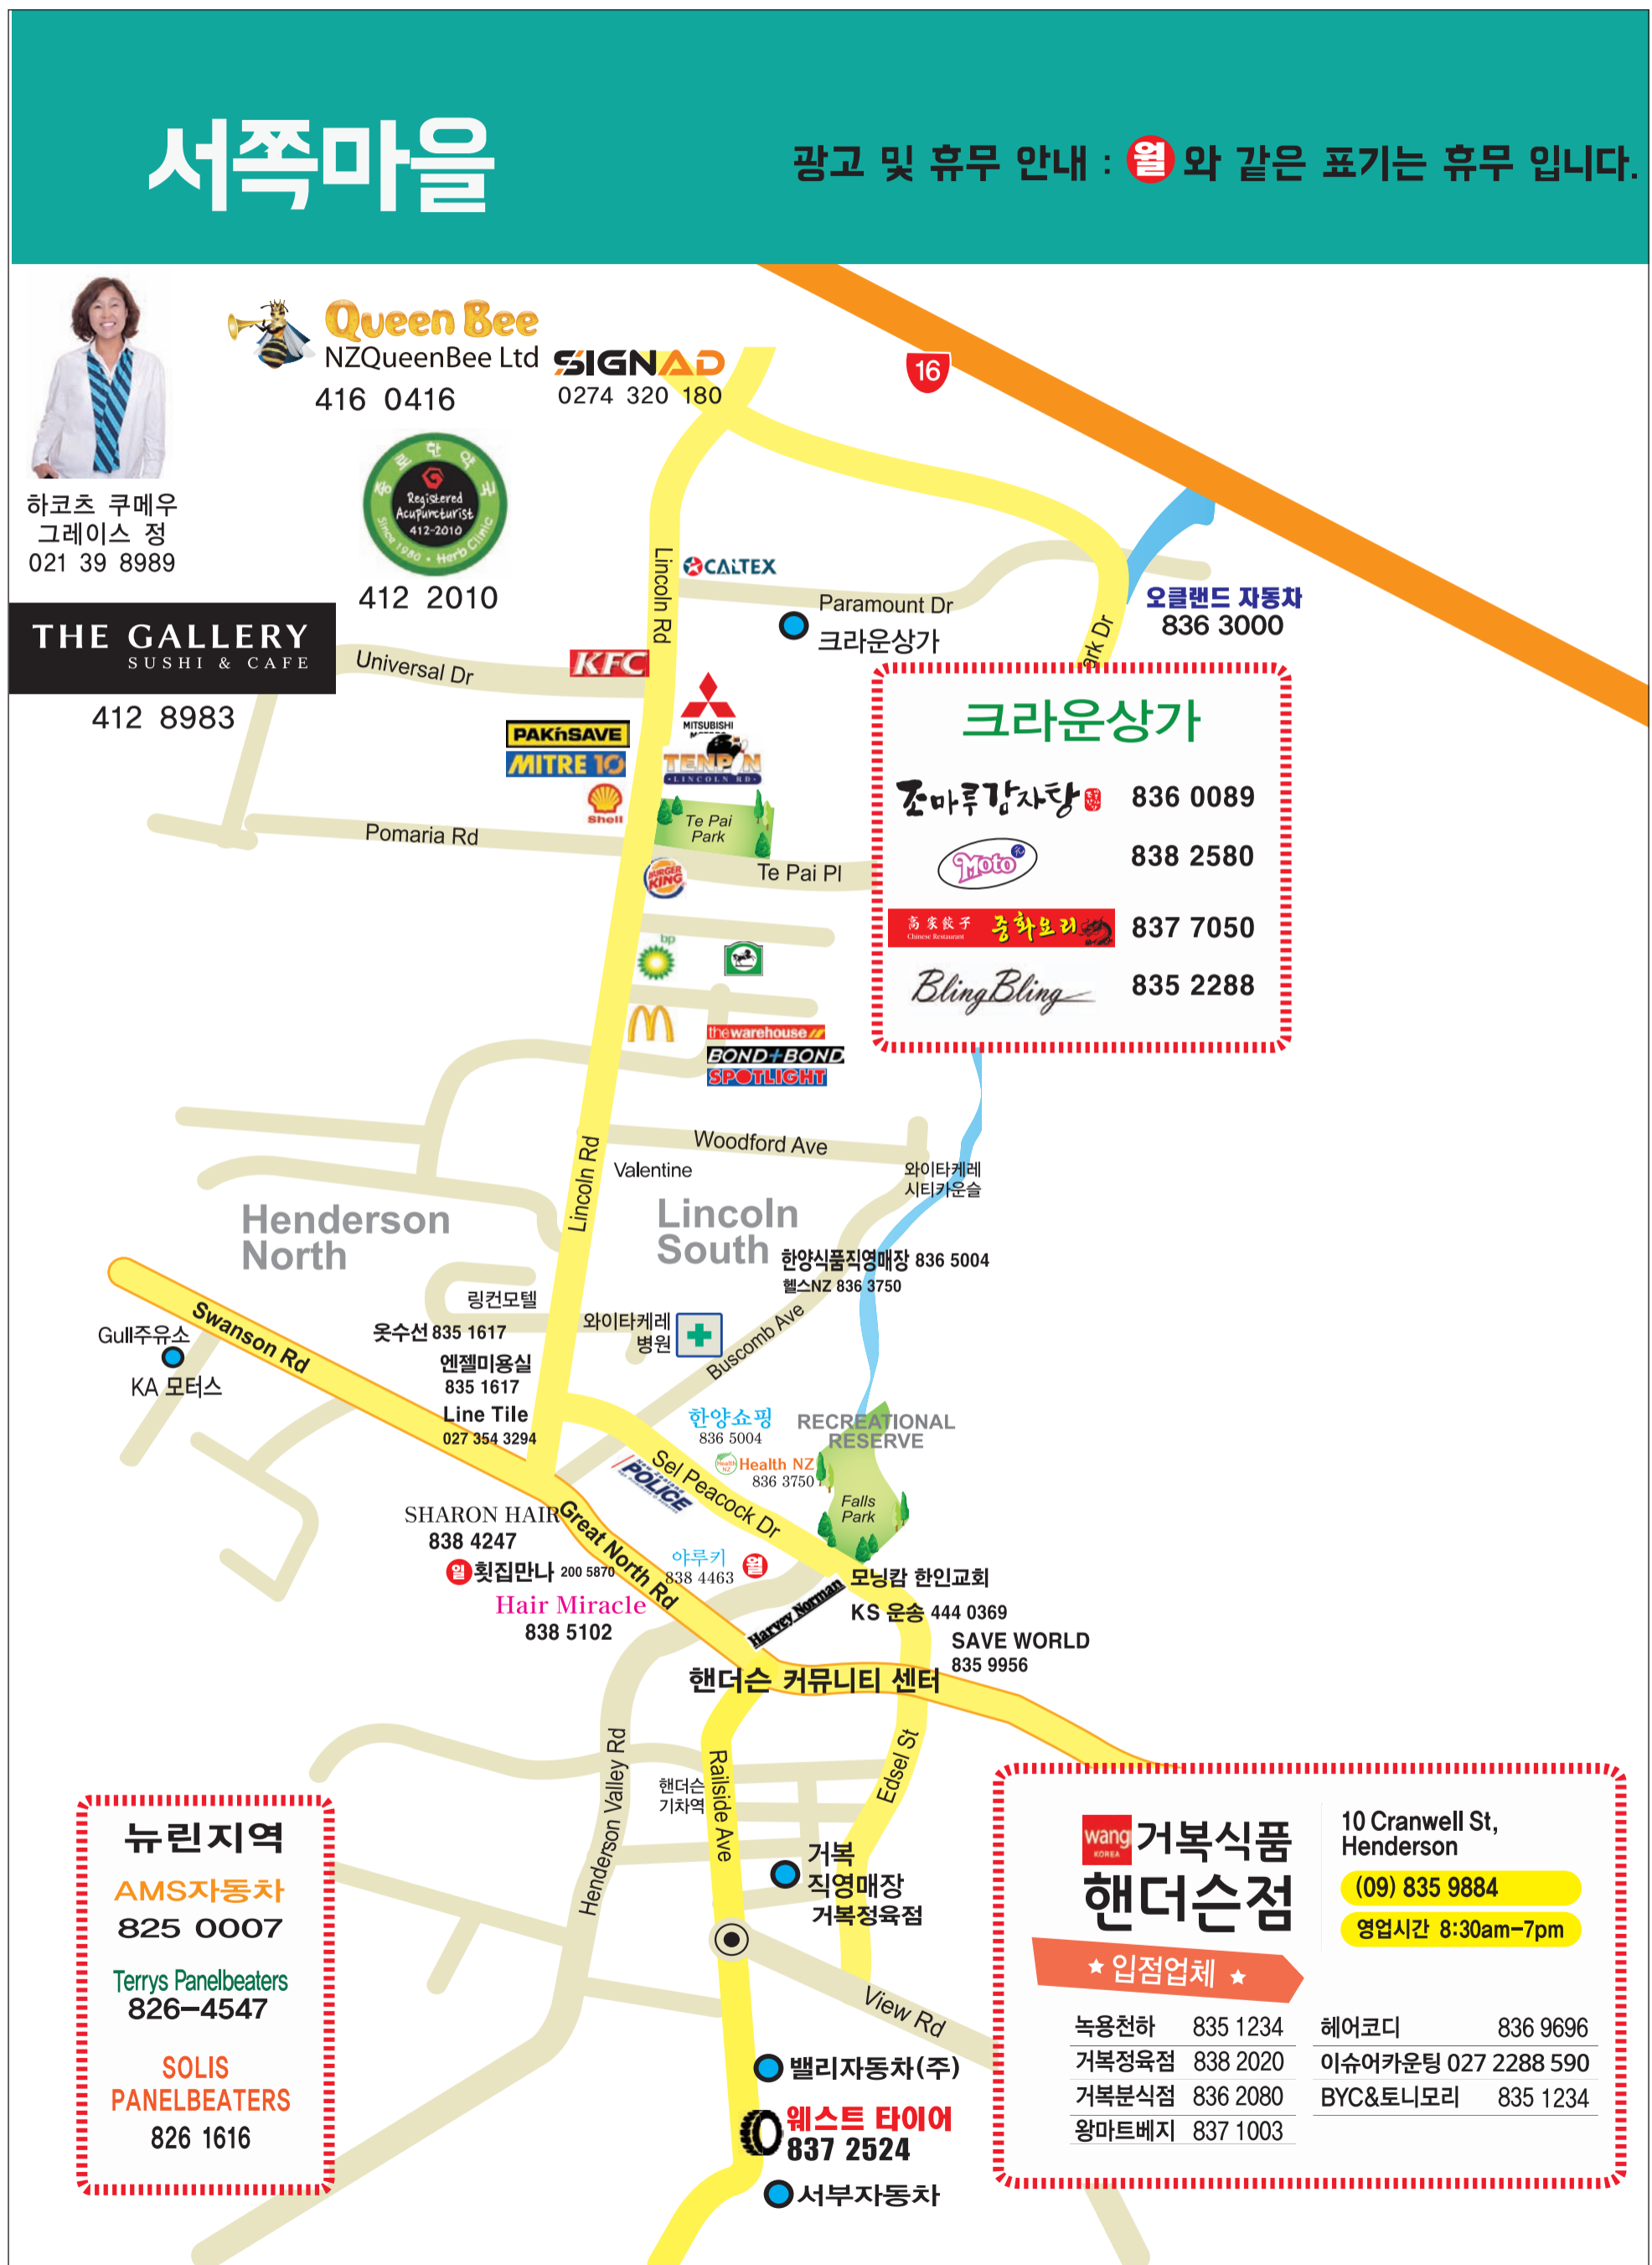 서쪽마을
광고 및 휴무 안내 : 월 와 같은 표기는 휴무 입니다.
Queen Bee
NZQueenBee Ltd
416 0416
SIGNAD
0274 320 180
16
하코츠 쿠메우
그레이스 정
021 39 8989
종로한약국
Registered
Acupuncturist
412-2010
Since 1980 • Herb Clinic
412 2010
THE GALLERY
SUSHI & CAFE
412 8983
Lincoln Rd
CALTEX
Paramount Dr
크라운상가
오클랜드 자동차
836 3000
ark Dr
Universal Dr
KFC
MITSUBISHI
PAK'nSAVE
MITRE 10
TENPIN
•LINCOLN RD•
Shell
Te Pai
Park
Pomaria Rd
BURGER
KING
Te Pai Pl
크라운상가
조마루감자탕 836 0089
Moto 838 2580
高家餃子 중화요리 837 7050
Chinese Restaurant
BlingBling 835 2288
bp
the warehouse
BOND+BOND
SPOTLIGHT
Woodford Ave
Lincoln Rd
Valentine
와이타케레
시티카운슬
Henderson
North
Lincoln
South
한양식품직영매장 836 5004
헬스NZ 836 3750
링컨모텔
Swanson Rd
Gull주유소
KA 모터스
옷수선 835 1617
와이타케레
병원
Buscomb Ave
엔젤미용실
835 1617
Line Tile
027 354 3294
한양쇼핑
836 5004
RECREATIONAL
RESERVE
Health NZ
836 3750
Sel Peacock Dr
NEW ZEALAND
POLICE
Falls
Park
SHARON HAIR
838 4247
Great North Rd
일 횟집만나 200 5870
야루키 월
838 4463
Hair Miracle
838 5102
Harvey Norman
모닝캄 한인교회
KS 운송 444 0369
SAVE WORLD
835 9956
핸더슨 커뮤니티 센터
Henderson Valley Rd
핸더슨
기차역
Railside Ave
Edsel St
거복
직영매장
거복정육점
View Rd
밸리자동차(주)
웨스트 타이어
837 2524
서부자동차
뉴린지역
AMS자동차
825 0007
Terrys Panelbeaters
826-4547
SOLIS
PANELBEATERS
826 1616
wang
KOREA
거복식품
핸더슨점
10 Cranwell St,
Henderson
(09) 835 9884
영업시간 8:30am-7pm
★ 입점업체 ★
녹용천하 835 1234
거복정육점 838 2020
거복분식점 836 2080
왕마트베지 837 1003
헤어코디 836 9696
이슈어카운팅 027 2288 590
BYC&토니모리 835 1234